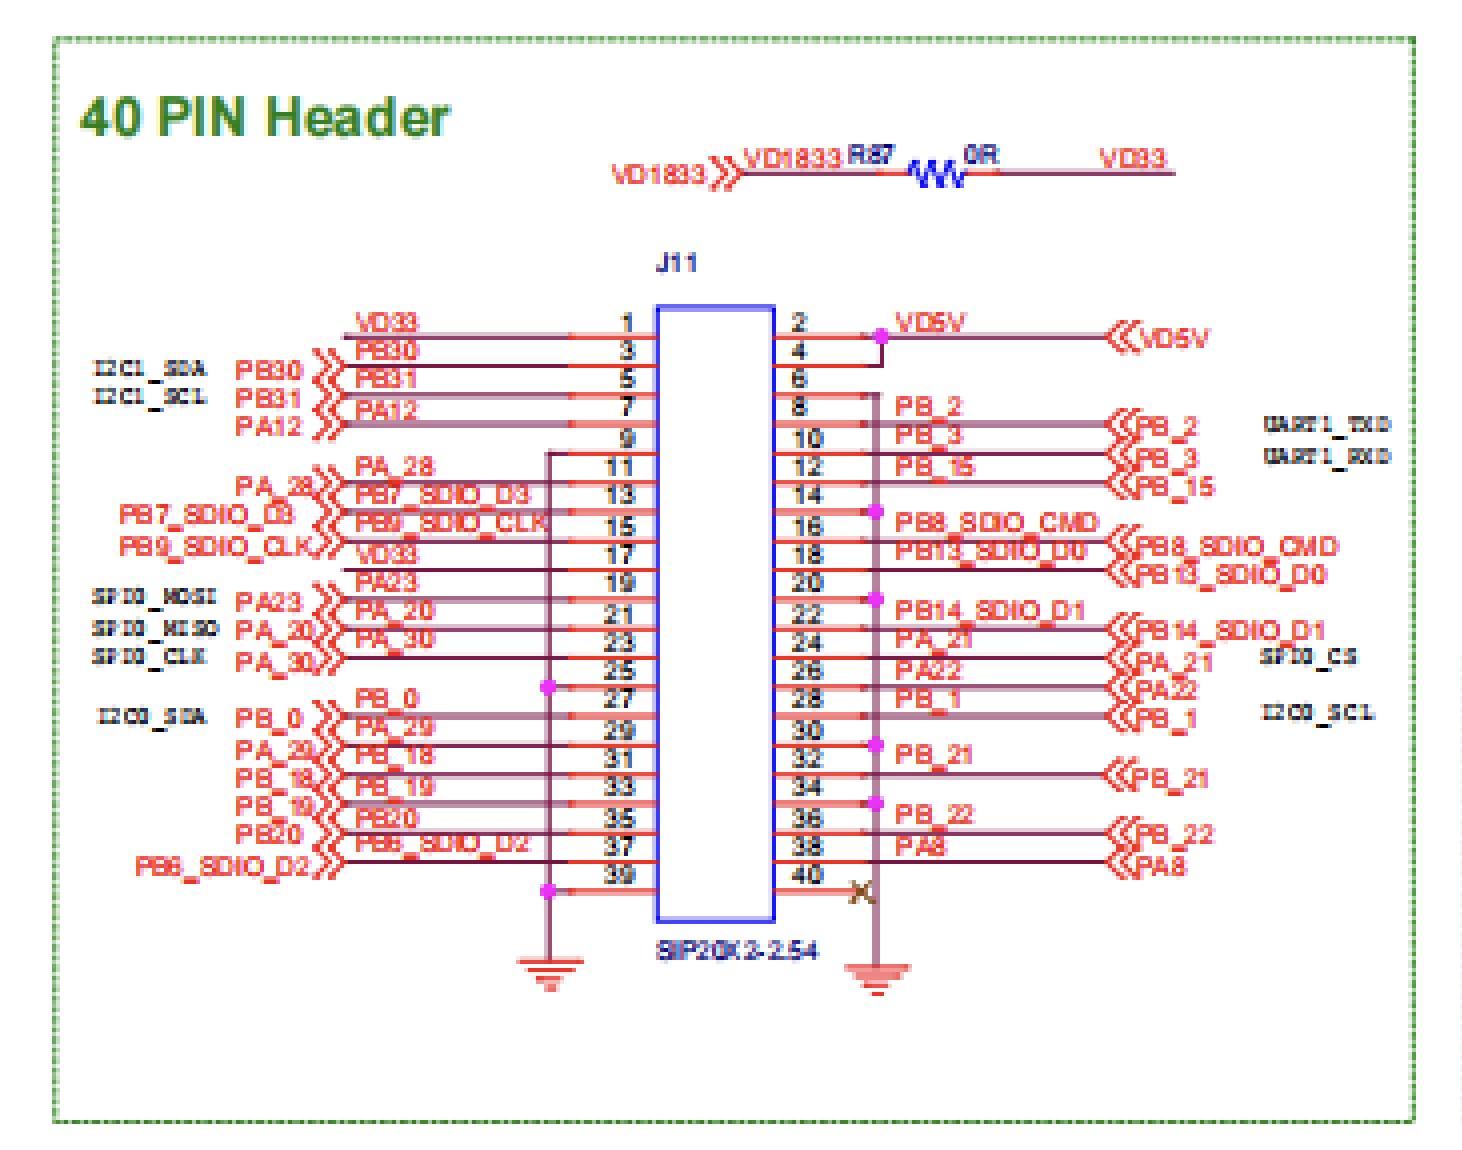 40 PIN Header
VD1833 VD1833 R87 0R VD33
J11
VD33 1 2 VD5V VD5V
I2C1_SDA PB30 PB30 3 4
I2C1_SCL PB31 PB31 5 6
PA12 PA12 7 8 PB_2 PB_2 UART1_TXD
9 10 PB_3 PB_3 UART1_RXD
PA_28 PA_28 11 12 PB_15 PB_15
PB7_SDIO_D3 PB7_SDIO_D3 13 14
PB9_SDIO_CLK PB9_SDIO_CLK 15 16 PB8_SDIO_CMD PB8_SDIO_CMD
VD33 17 18 PB13_SDIO_D0 PB13_SDIO_D0
SPI0_MOSI PA23 PA23 19 20
SPI0_MISO PA_20 PA_20 21 22 PB14_SDIO_D1 PB14_SDIO_D1
SPI0_CLK PA_30 PA_30 23 24 PA_21 PA_21 SPI0_CS
25 26 PA22 PA22
I2C0_SDA PB_0 PB_0 27 28 PB_1 PB_1 I2C0_SCL
PA_29 PA_29 29 30
PB_18 PB_18 31 32 PB_21 PB_21
PB_19 PB_19 33 34
PB20 PB20 35 36 PB_22 PB_22
PB6_SDIO_D2 PB6_SDIO_D2 37 38 PA8 PA8
39 40
SIP20X2-2.54